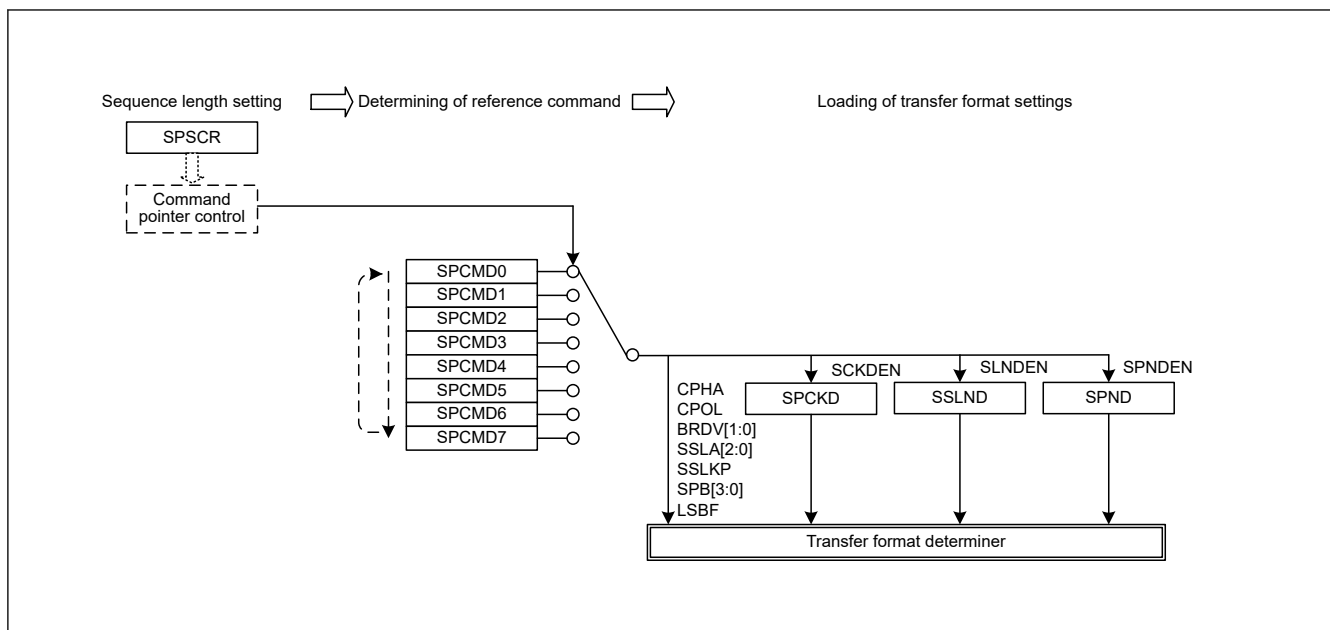 Sequence length setting
Determining of reference command
Loading of transfer format settings
SPSCR
Command
pointer control
SPCMD0
SPCMD1
SPCMD2
SPCMD3
SPCMD4
SPCMD5
SPCMD6
SPCMD7
CPHA
CPOL
BRDV[1:0]
SSLA[2:0]
SSLKP
SPB[3:0]
LSBF
SCKDEN
SPCKD
SLNDEN
SSLND
SPNDEN
SPND
Transfer format determiner